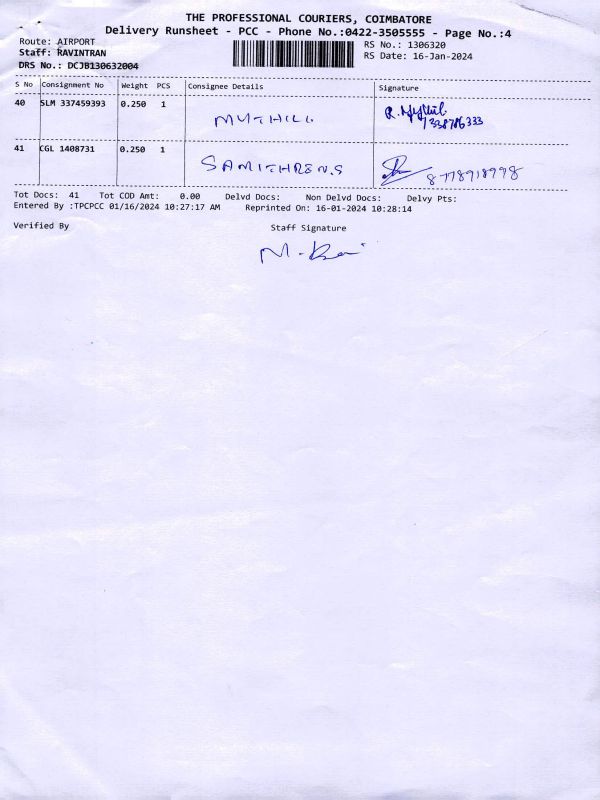 THE PROFESSIONAL COURIERS, COIMBATORE
Delivery Runsheet - PCC - Phone No.:0422-3505555 - Page No.:4
Route: AIRPORT
RS No.: 1306320
Staff: RAVINTRAN
RS Date: 16-Jan-2024
DRS No.: DCJB130632004
S No Consignment No Weight PCS Consignee Details Signature
40 SLM 337459393 0.250 1
41 CGL 1408731 0.250 1
SAMITHREN.S 8778918998
Tot Docs: 41 Tot COD Amt: 0.00 Delvd Docs: Non Delvd Docs: Delvy Pts:
Entered By :TPCPCC 01/16/2024 10:27:17 AM Reprinted On: 16-01-2024 10:28:14
Verified By Staff Signature